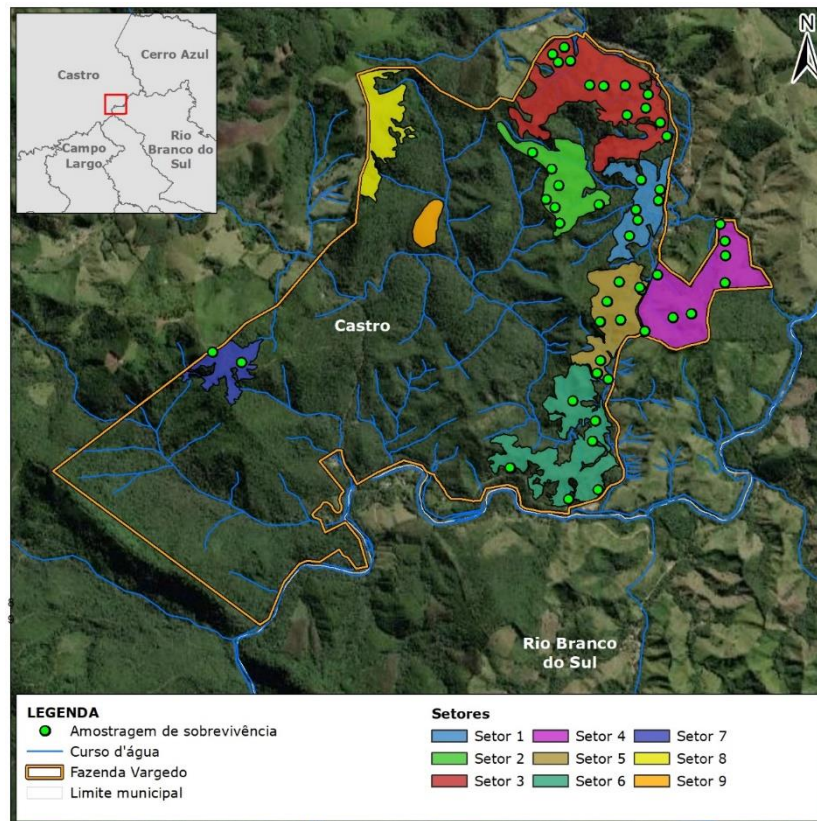 N
Cerro Azul
Castro
Rio
Branco
do Sul
Campo
Largo
Castro
Rio Branco
do Sul
LEGENDA
Amostragem de sobrevivência
Curso d'água
Fazenda Vargedo
Limite municipal
Setores
Setor 1
Setor 4
Setor 7
Setor 2
Setor 5
Setor 8
Setor 3
Setor 6
Setor 9